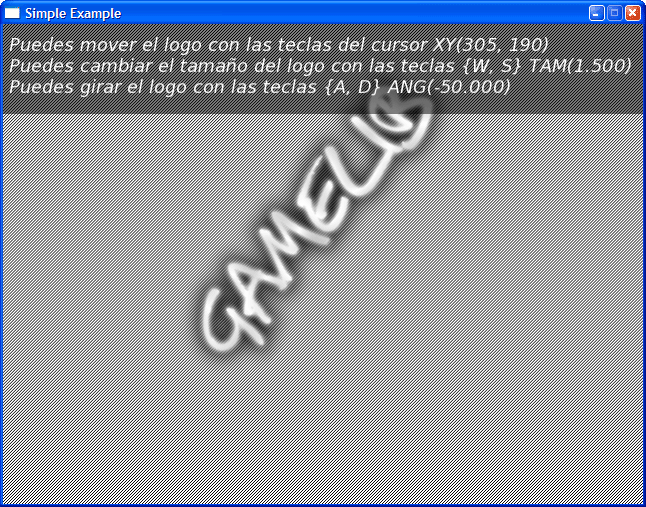 Simple Example
Puedes mover el logo con las teclas del cursor XY(305, 190)
Puedes cambiar el tamaño del logo con las teclas {W, S} TAM(1.500)
Puedes girar el logo con las teclas {A, D} ANG(-50.000)
GAMELIB